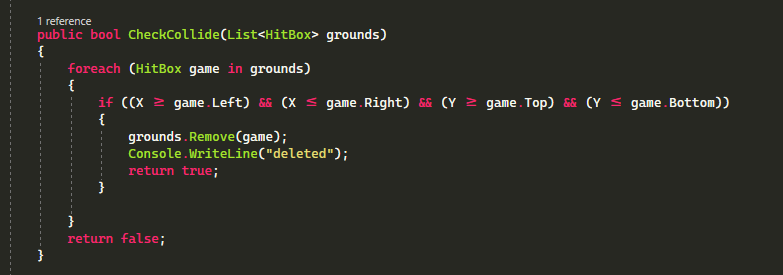 1 reference
public bool CheckCollide(List<HitBox> grounds)
{
foreach (HitBox game in grounds)
{
if ((X ≥ game.Left) && (X ≤ game.Right) && (Y ≥ game.Top) && (Y ≤ game.Bottom))
{
grounds.Remove(game);
Console.WriteLine("deleted");
return true;
}
}
return false;
}